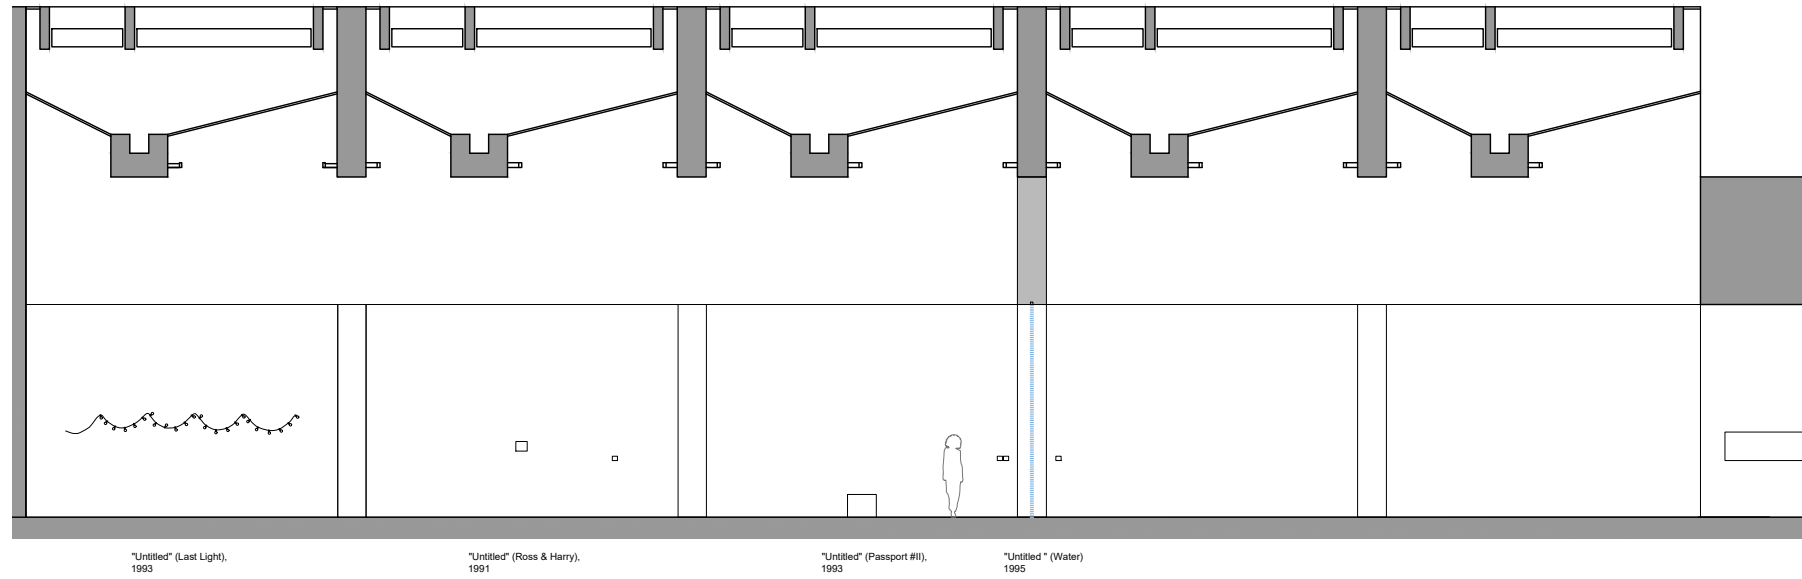 "Untitled" (Last Light),
1993
"Untitled" (Ross & Harry),
1991
"Untitled" (Passport #II),
1993
"Untitled " (Water)
1995